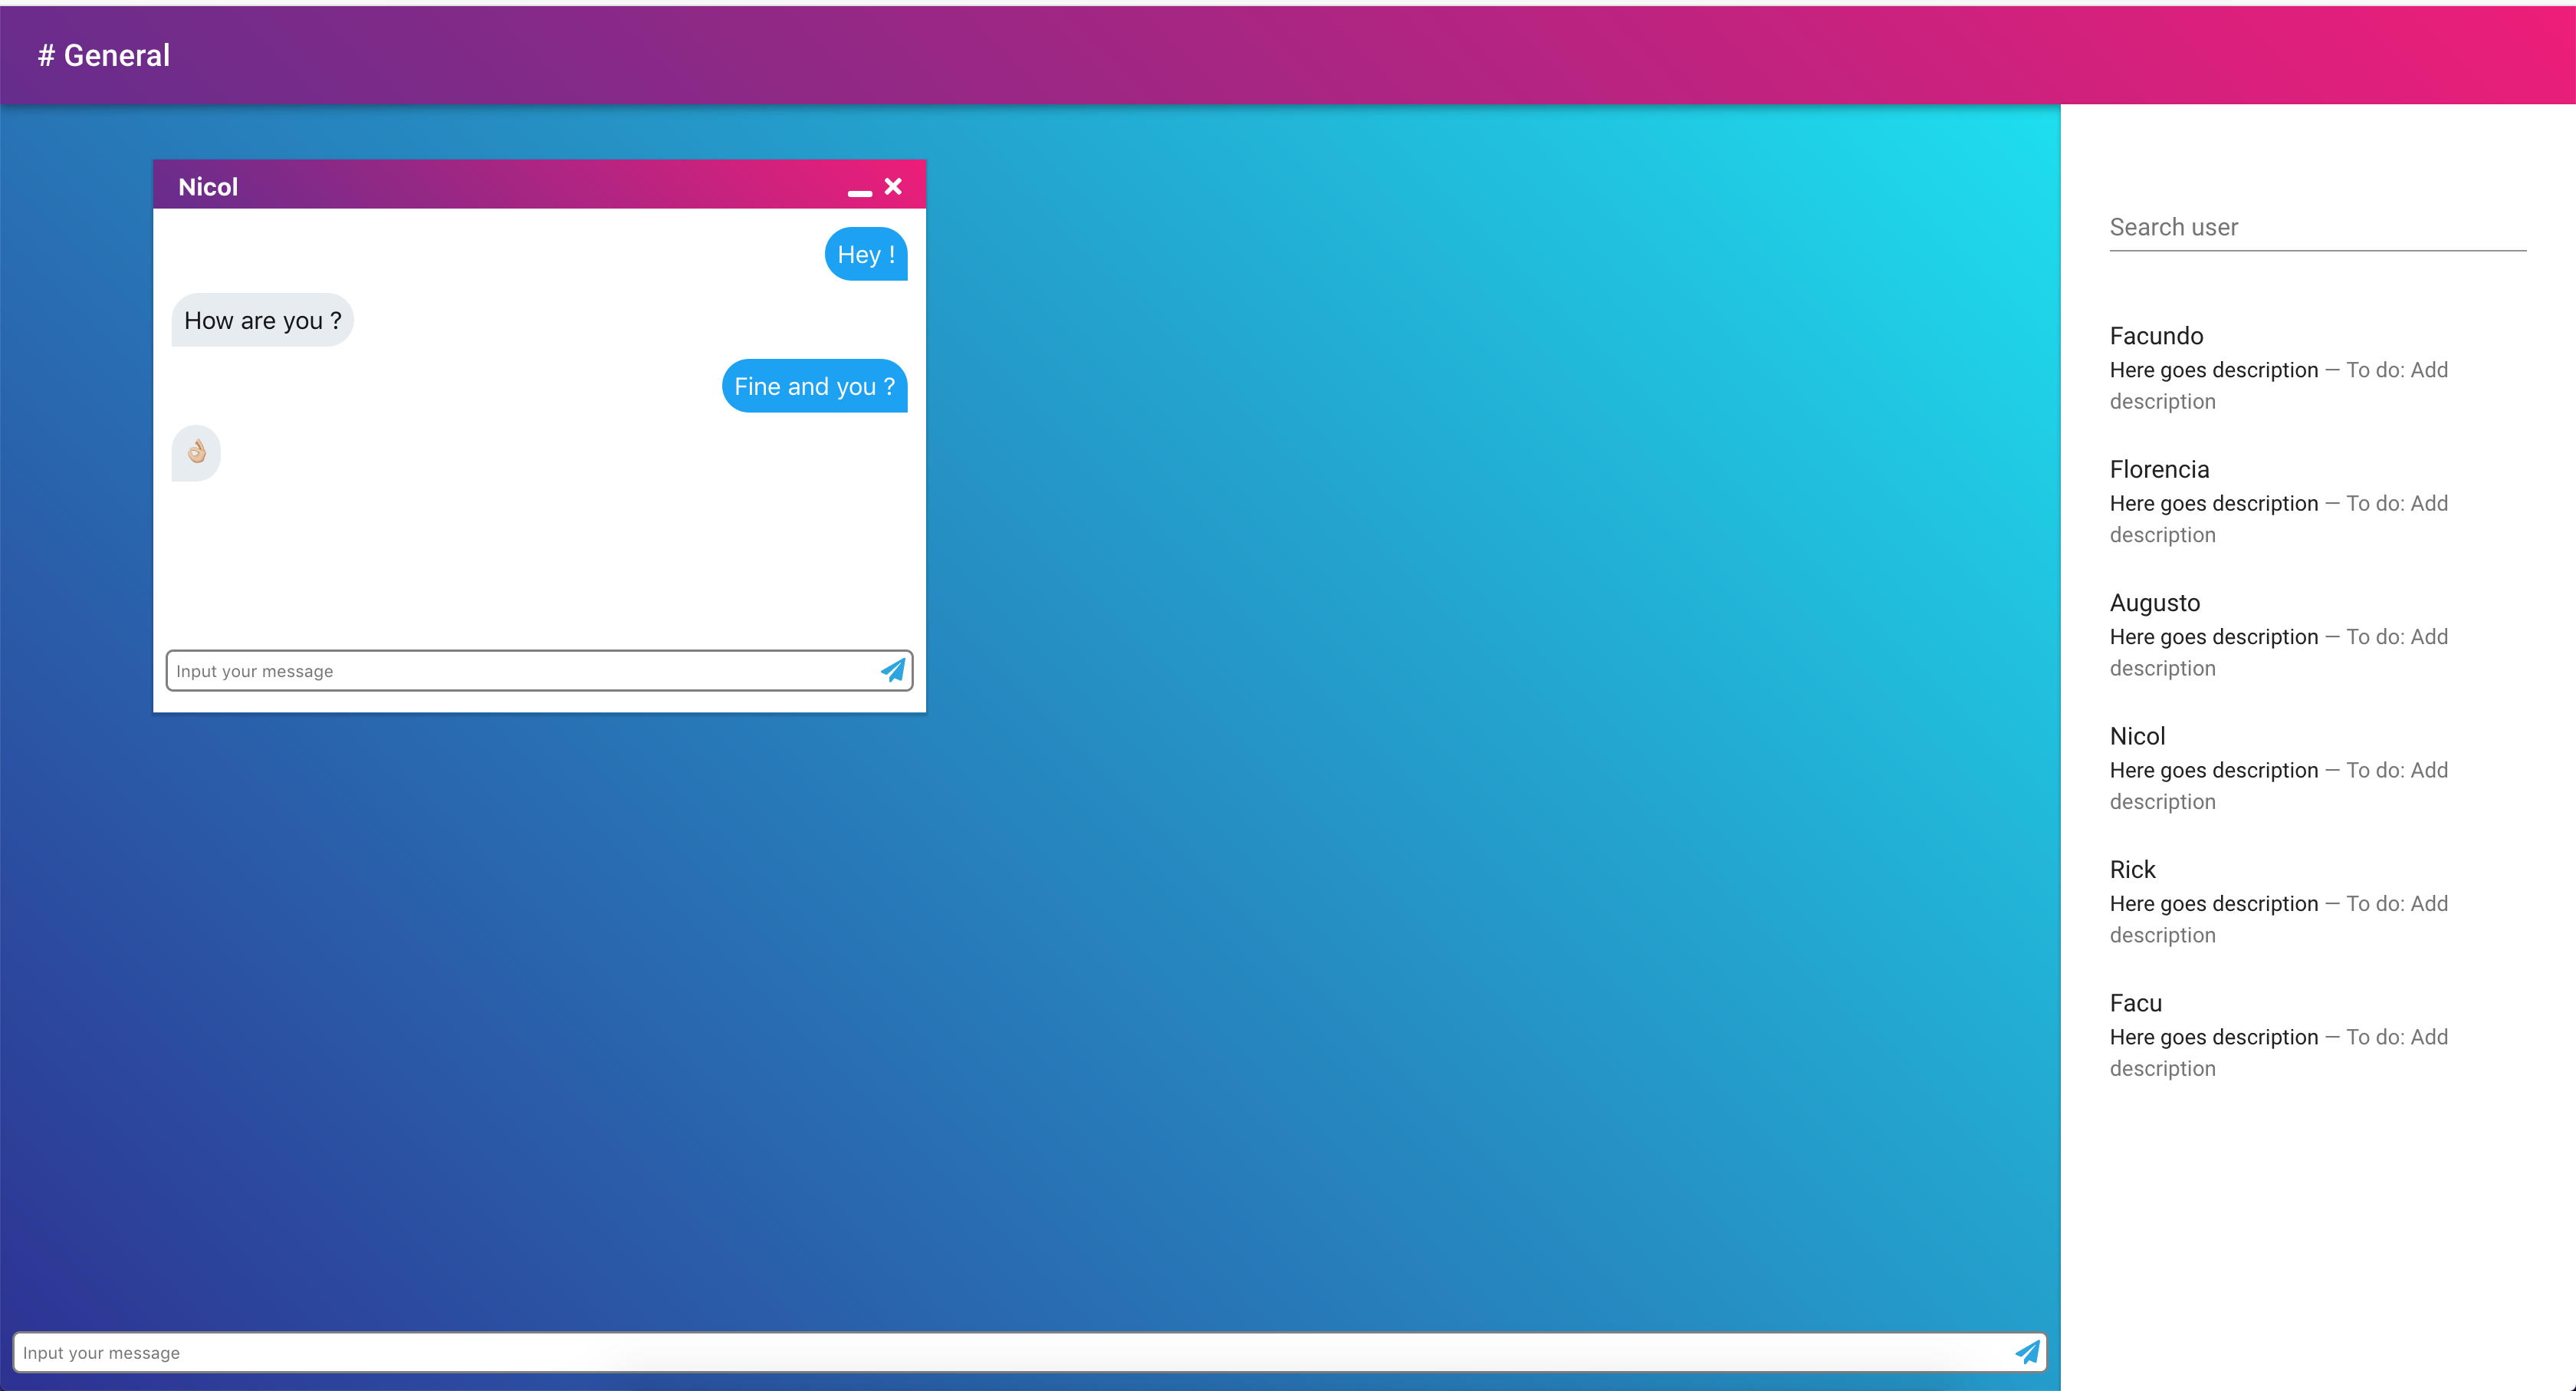 # General
Nicol
Hey !
How are you ?
Fine and you ?
👌🏼
Input your message
Input your message
Search user
Facundo
Here goes description — To do: Add
description
Florencia
Here goes description — To do: Add
description
Augusto
Here goes description — To do: Add
description
Nicol
Here goes description — To do: Add
description
Rick
Here goes description — To do: Add
description
Facu
Here goes description — To do: Add
description